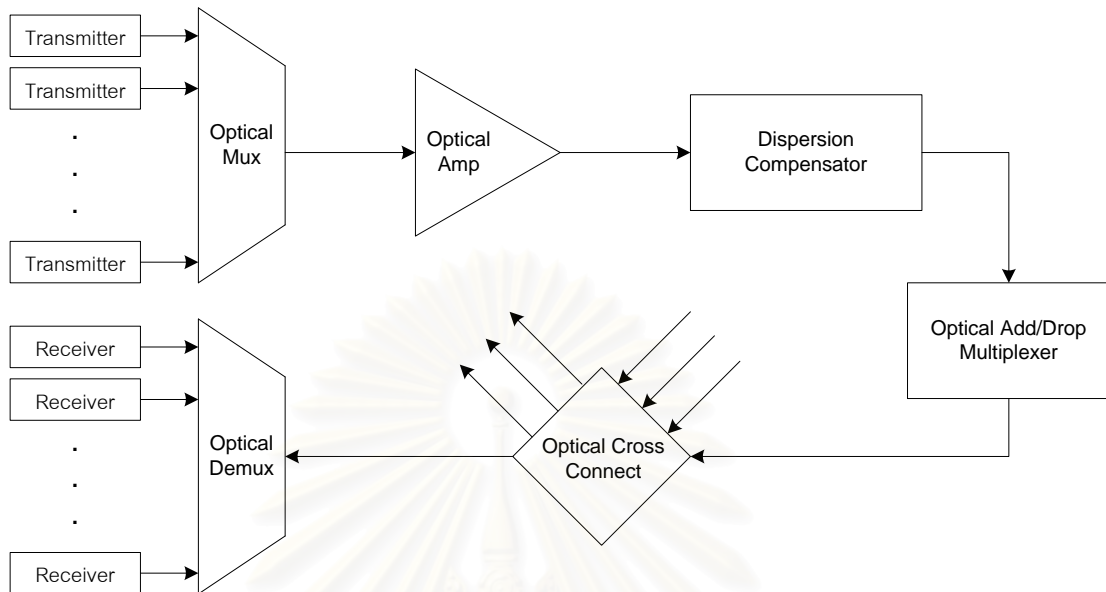 Transmitter
Transmitter
.
.
.
Transmitter
Optical
Mux
Optical
Amp
Dispersion
Compensator
Optical Add/Drop
Multiplexer
Receiver
Receiver
.
.
.
Receiver
Optical
Demux
Optical Cross
Connect